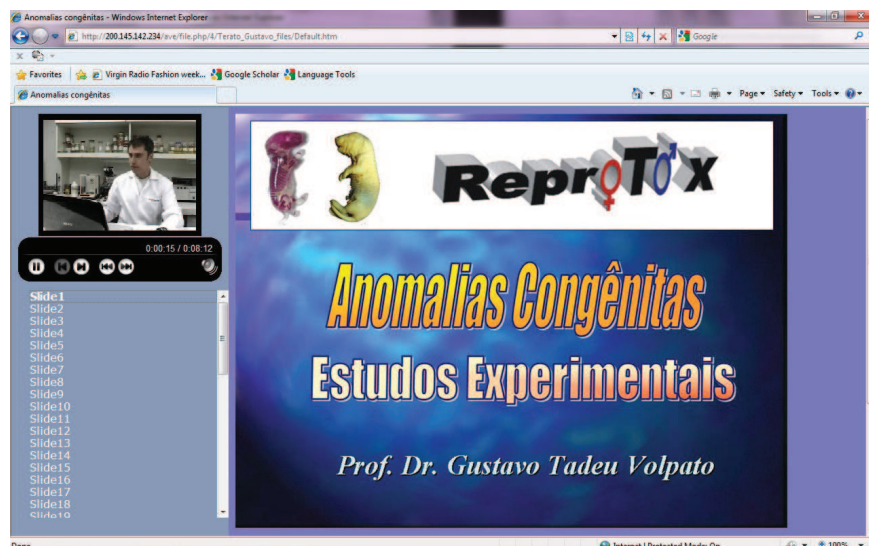 Anomalias congênitas - Windows Internet Explorer
http://200.145.142.234/ave/file.php/4/Terato_Gustavo_files/Default.htm
Google
Favorites Virgin Radio Fashion week... Google Scholar Language Tools
Anomalias congênitas
Page Safety Tools
ReproTox
0:00:15 / 0:08:12
Anomalias Congênitas
Estudos Experimentais
Prof. Dr. Gustavo Tadeu Volpato
Slide1
Slide2
Slide3
Slide4
Slide5
Slide6
Slide7
Slide8
Slide9
Slide10
Slide11
Slide12
Slide13
Slide14
Slide15
Slide16
Slide17
Slide18
Slide19
Done Internet | Protected Mode: On 100%